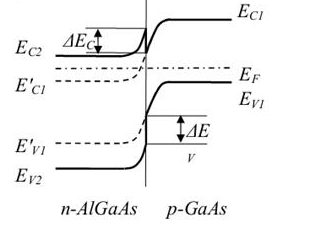 E_C1
ΔE_C
E_C2
E_F
E'_C1
E_V1
ΔE
V
E'_V1
E_V2
n-AlGaAs p-GaAs